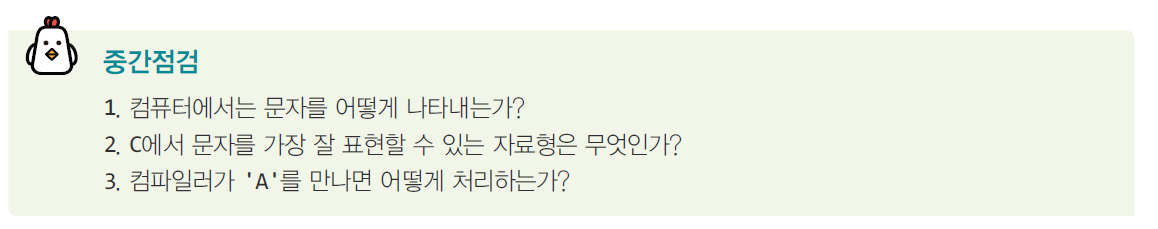 중간점검
1. 컴퓨터에서는 문자를 어떻게 나타내는가?
2. C에서 문자를 가장 잘 표현할 수 있는 자료형은 무엇인가?
3. 컴파일러가 'A'를 만나면 어떻게 처리하는가?